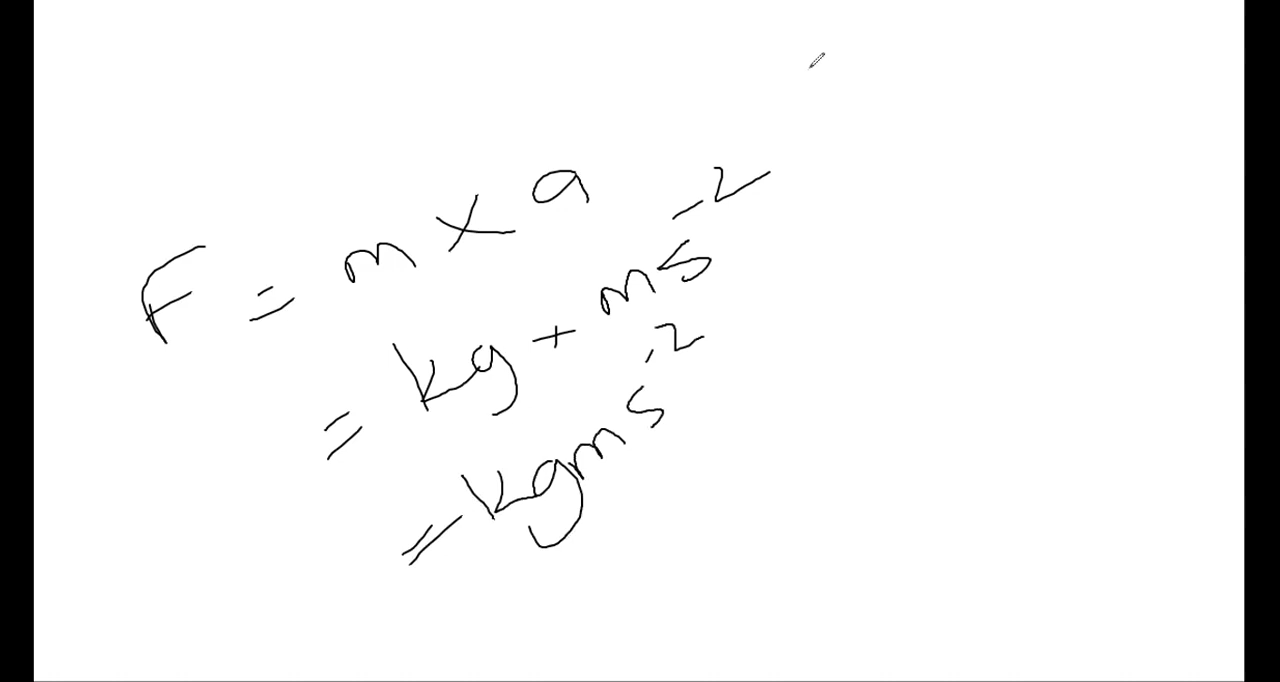 F = m × a
= kg + ms⁻²
= kgms⁻²